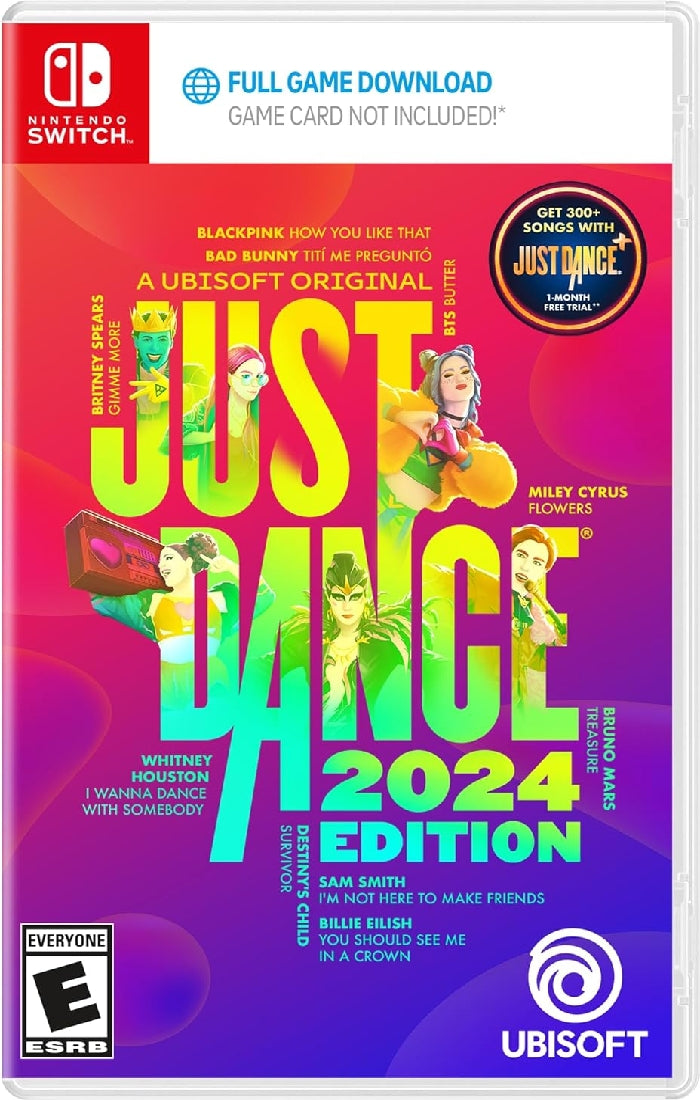 NINTENDO
SWITCH™
FULL GAME DOWNLOAD
GAME CARD NOT INCLUDED!*
GET 300+
SONGS WITH
JUST DANCE+®
1-MONTH
FREE TRIAL**
BLACKPINK HOW YOU LIKE THAT
BAD BUNNY TITÍ ME PREGUNTÓ
A UBISOFT ORIGINAL
BRITNEY SPEARS
GIMME MORE
BTS BUTTER
JUST
DANCE®
2024
EDITION
MILEY CYRUS
FLOWERS
BRUNO MARS
TREASURE
WHITNEY
HOUSTON
I WANNA DANCE
WITH SOMEBODY
DESTINY'S CHILD
SURVIVOR
SAM SMITH
I'M NOT HERE TO MAKE FRIENDS
BILLIE EILISH
YOU SHOULD SEE ME
IN A CROWN
EVERYONE
E
ESRB
UBISOFT